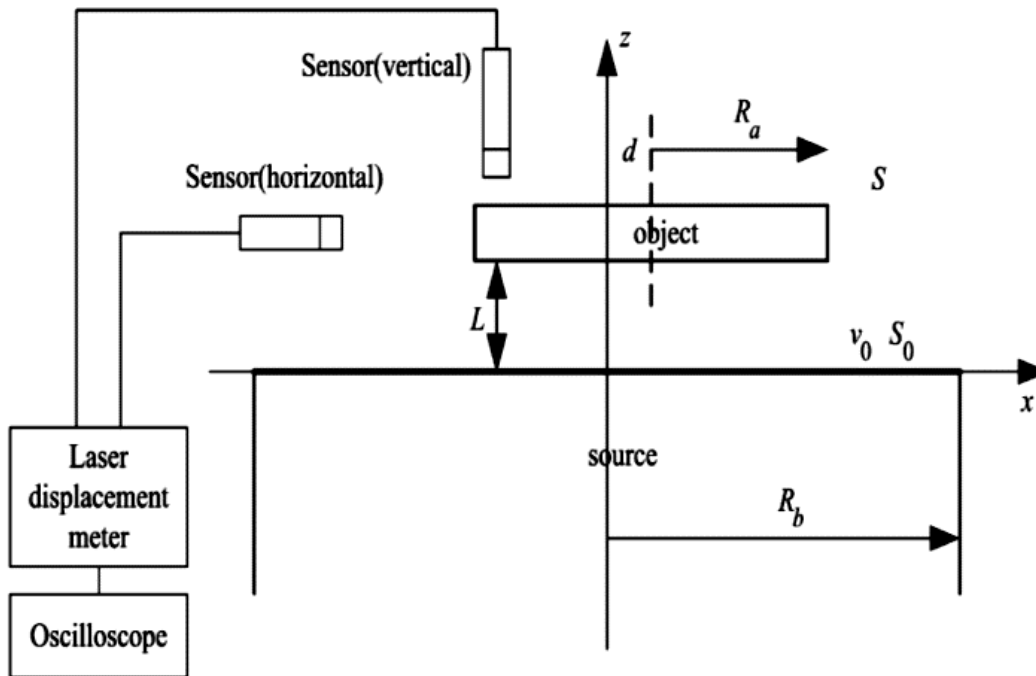 z
Sensor(vertical)
R_a
d
Sensor(horizontal)
S
object
L
v_0 S_0
x
Laser
displacement
meter
source
R_b
Oscilloscope